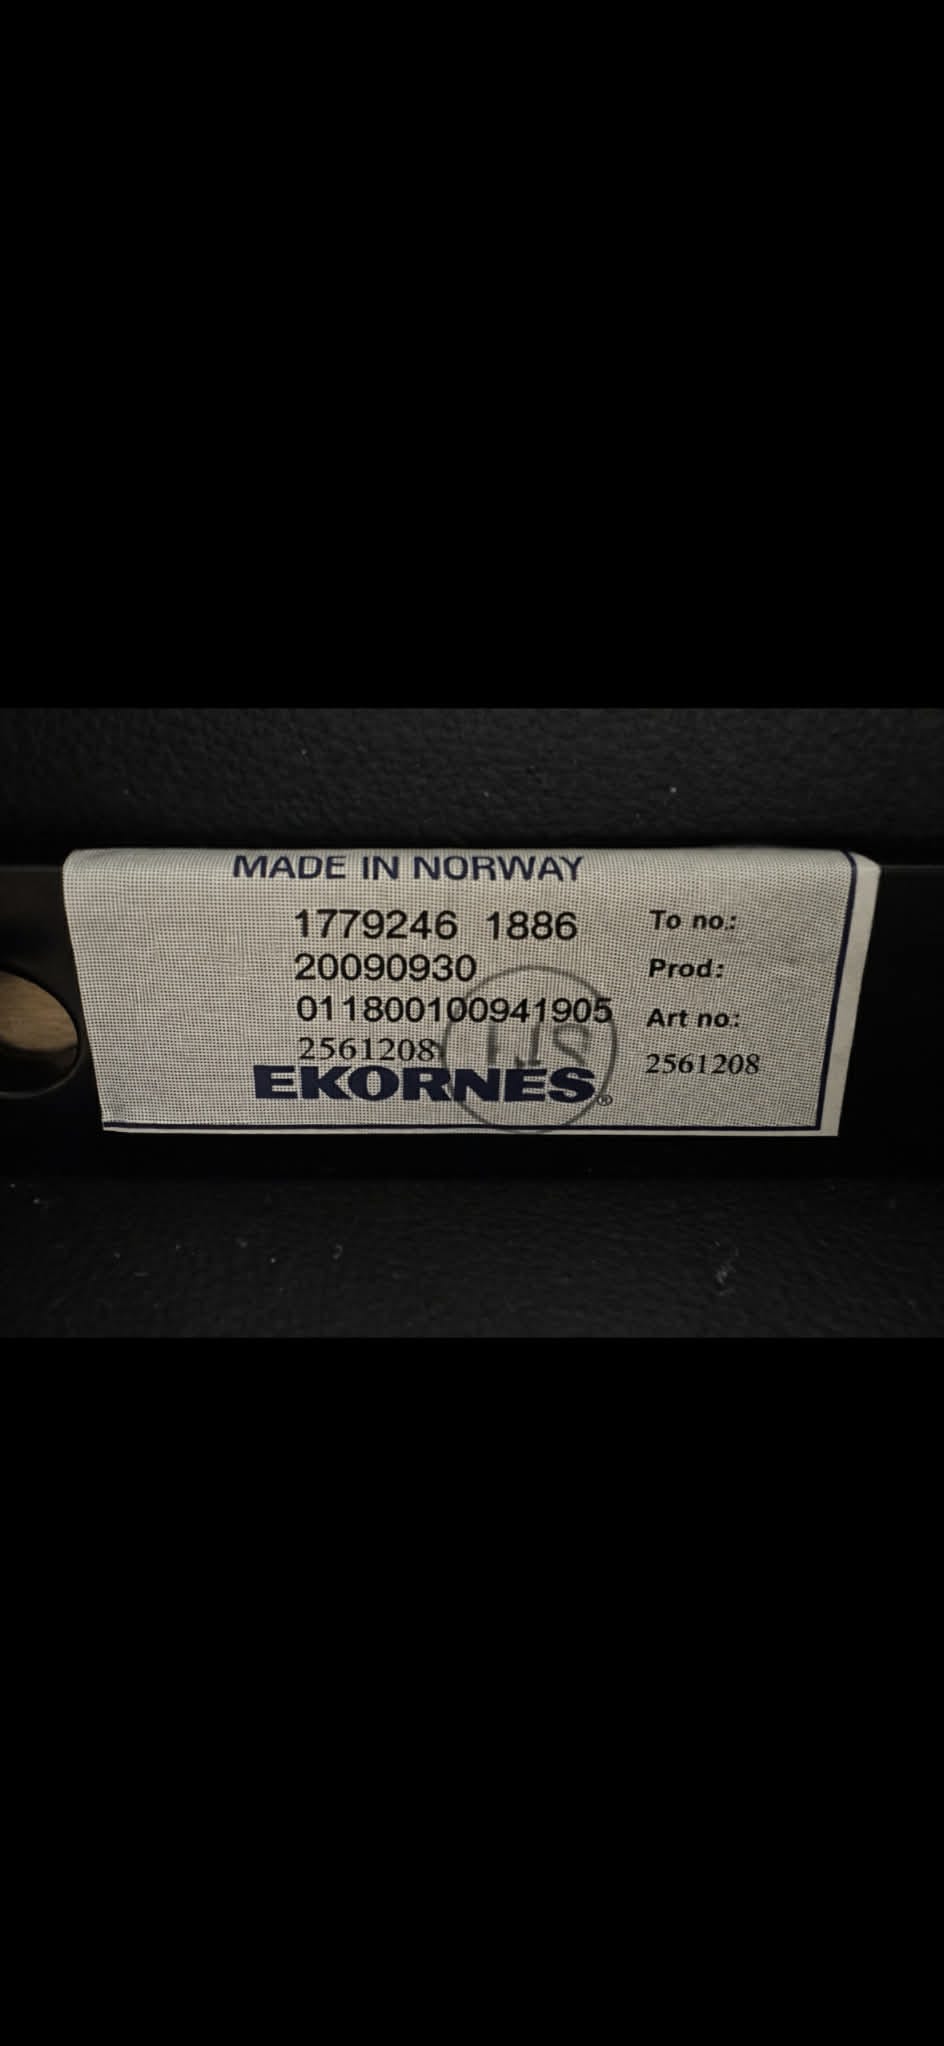 MADE IN NORWAY
1779246 1886 To no.:
20090930 Prod:
011800100941905 Art no.:
2561208 2561208
EKORNES®